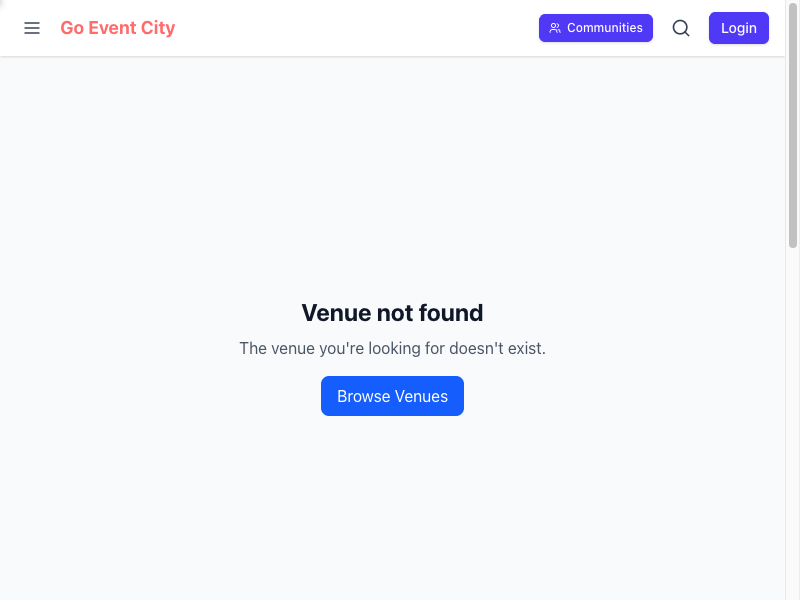 Go Event City
Communities
Login
Venue not found
The venue you're looking for doesn't exist.
Browse Venues